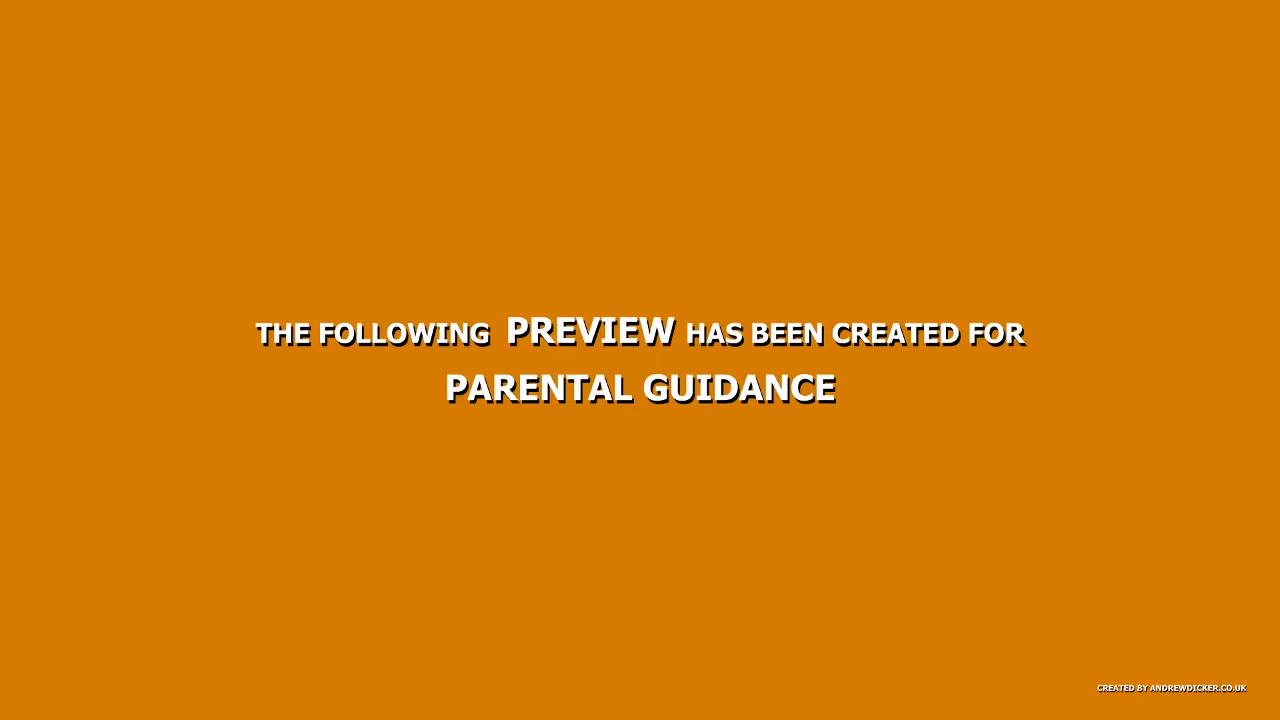 THE FOLLOWING PREVIEW HAS BEEN CREATED FOR
PARENTAL GUIDANCE
CREATED BY ANDREWDICKER.CO.UK